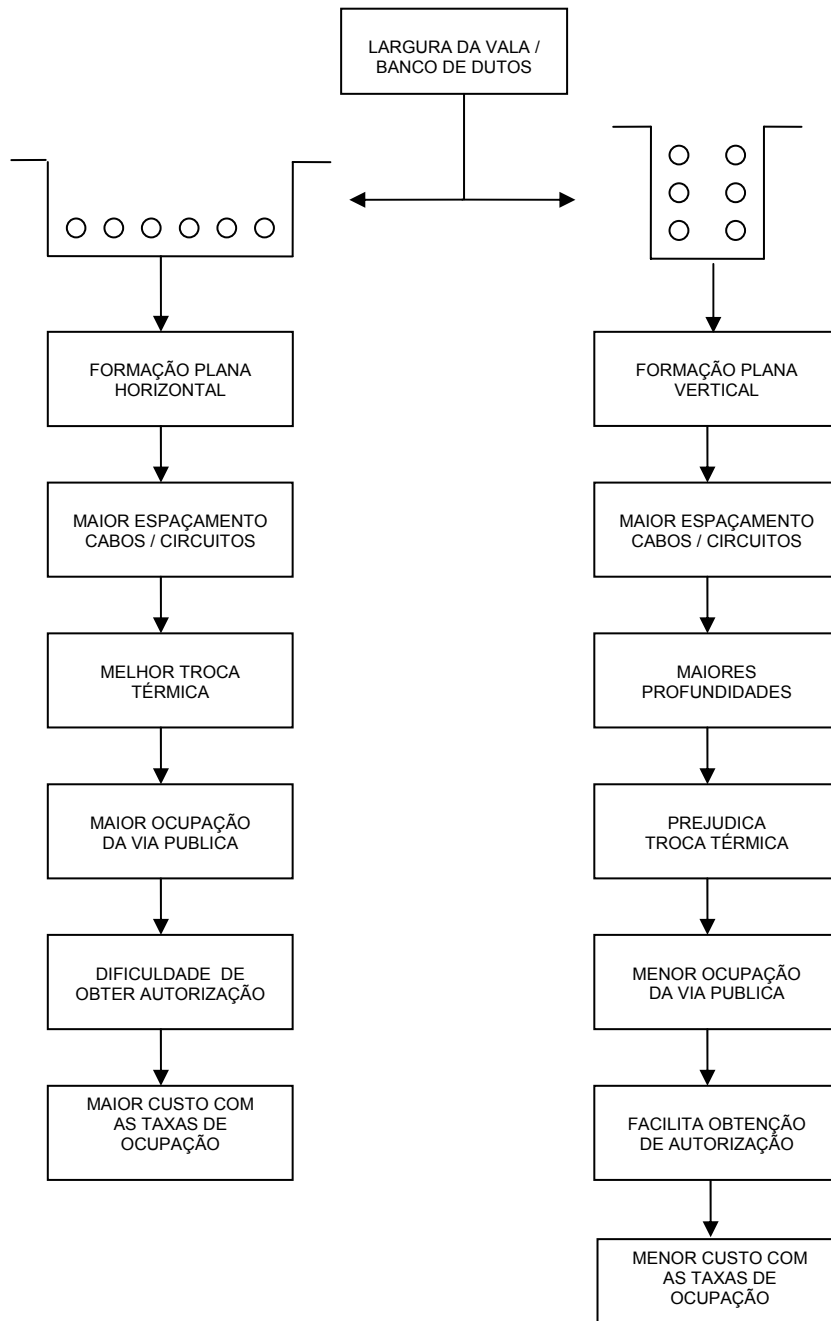 LARGURA DA VALA /
BANCO DE DUTOS
FORMAÇÃO PLANA
HORIZONTAL
MAIOR ESPAÇAMENTO
CABOS / CIRCUITOS
MELHOR TROCA
TÉRMICA
MAIOR OCUPAÇÃO
DA VIA PUBLICA
DIFICULDADE DE
OBTER AUTORIZAÇÃO
MAIOR CUSTO COM
AS TAXAS DE
OCUPAÇÃO
FORMAÇÃO PLANA
VERTICAL
MAIOR ESPAÇAMENTO
CABOS / CIRCUITOS
MAIORES
PROFUNDIDADES
PREJUDICA
TROCA TÉRMICA
MENOR OCUPAÇÃO
DA VIA PUBLICA
FACILITA OBTENÇÃO
DE AUTORIZAÇÃO
MENOR CUSTO COM
AS TAXAS DE
OCUPAÇÃO